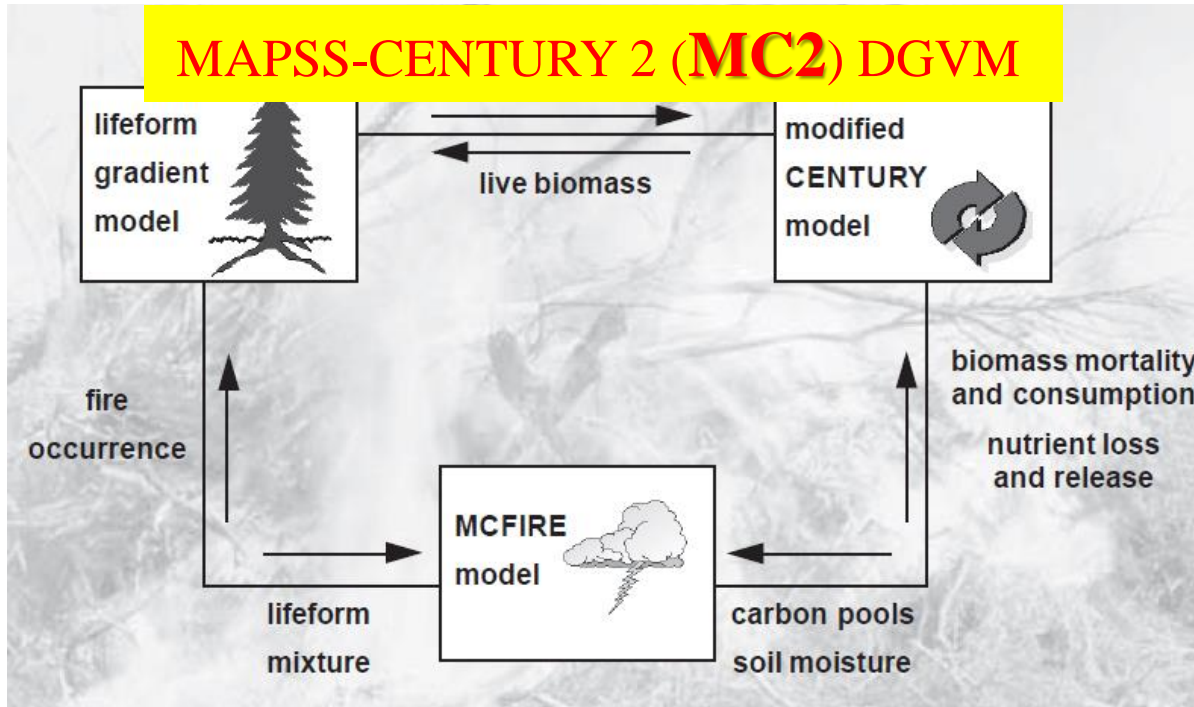 MAPSS-CENTURY 2 (MC2) DGVM
lifeform
gradient
model
live biomass
modified
CENTURY
model
fire
occurrence
biomass mortality
and consumption
nutrient loss
and release
MCFIRE
model
lifeform
mixture
carbon pools
soil moisture